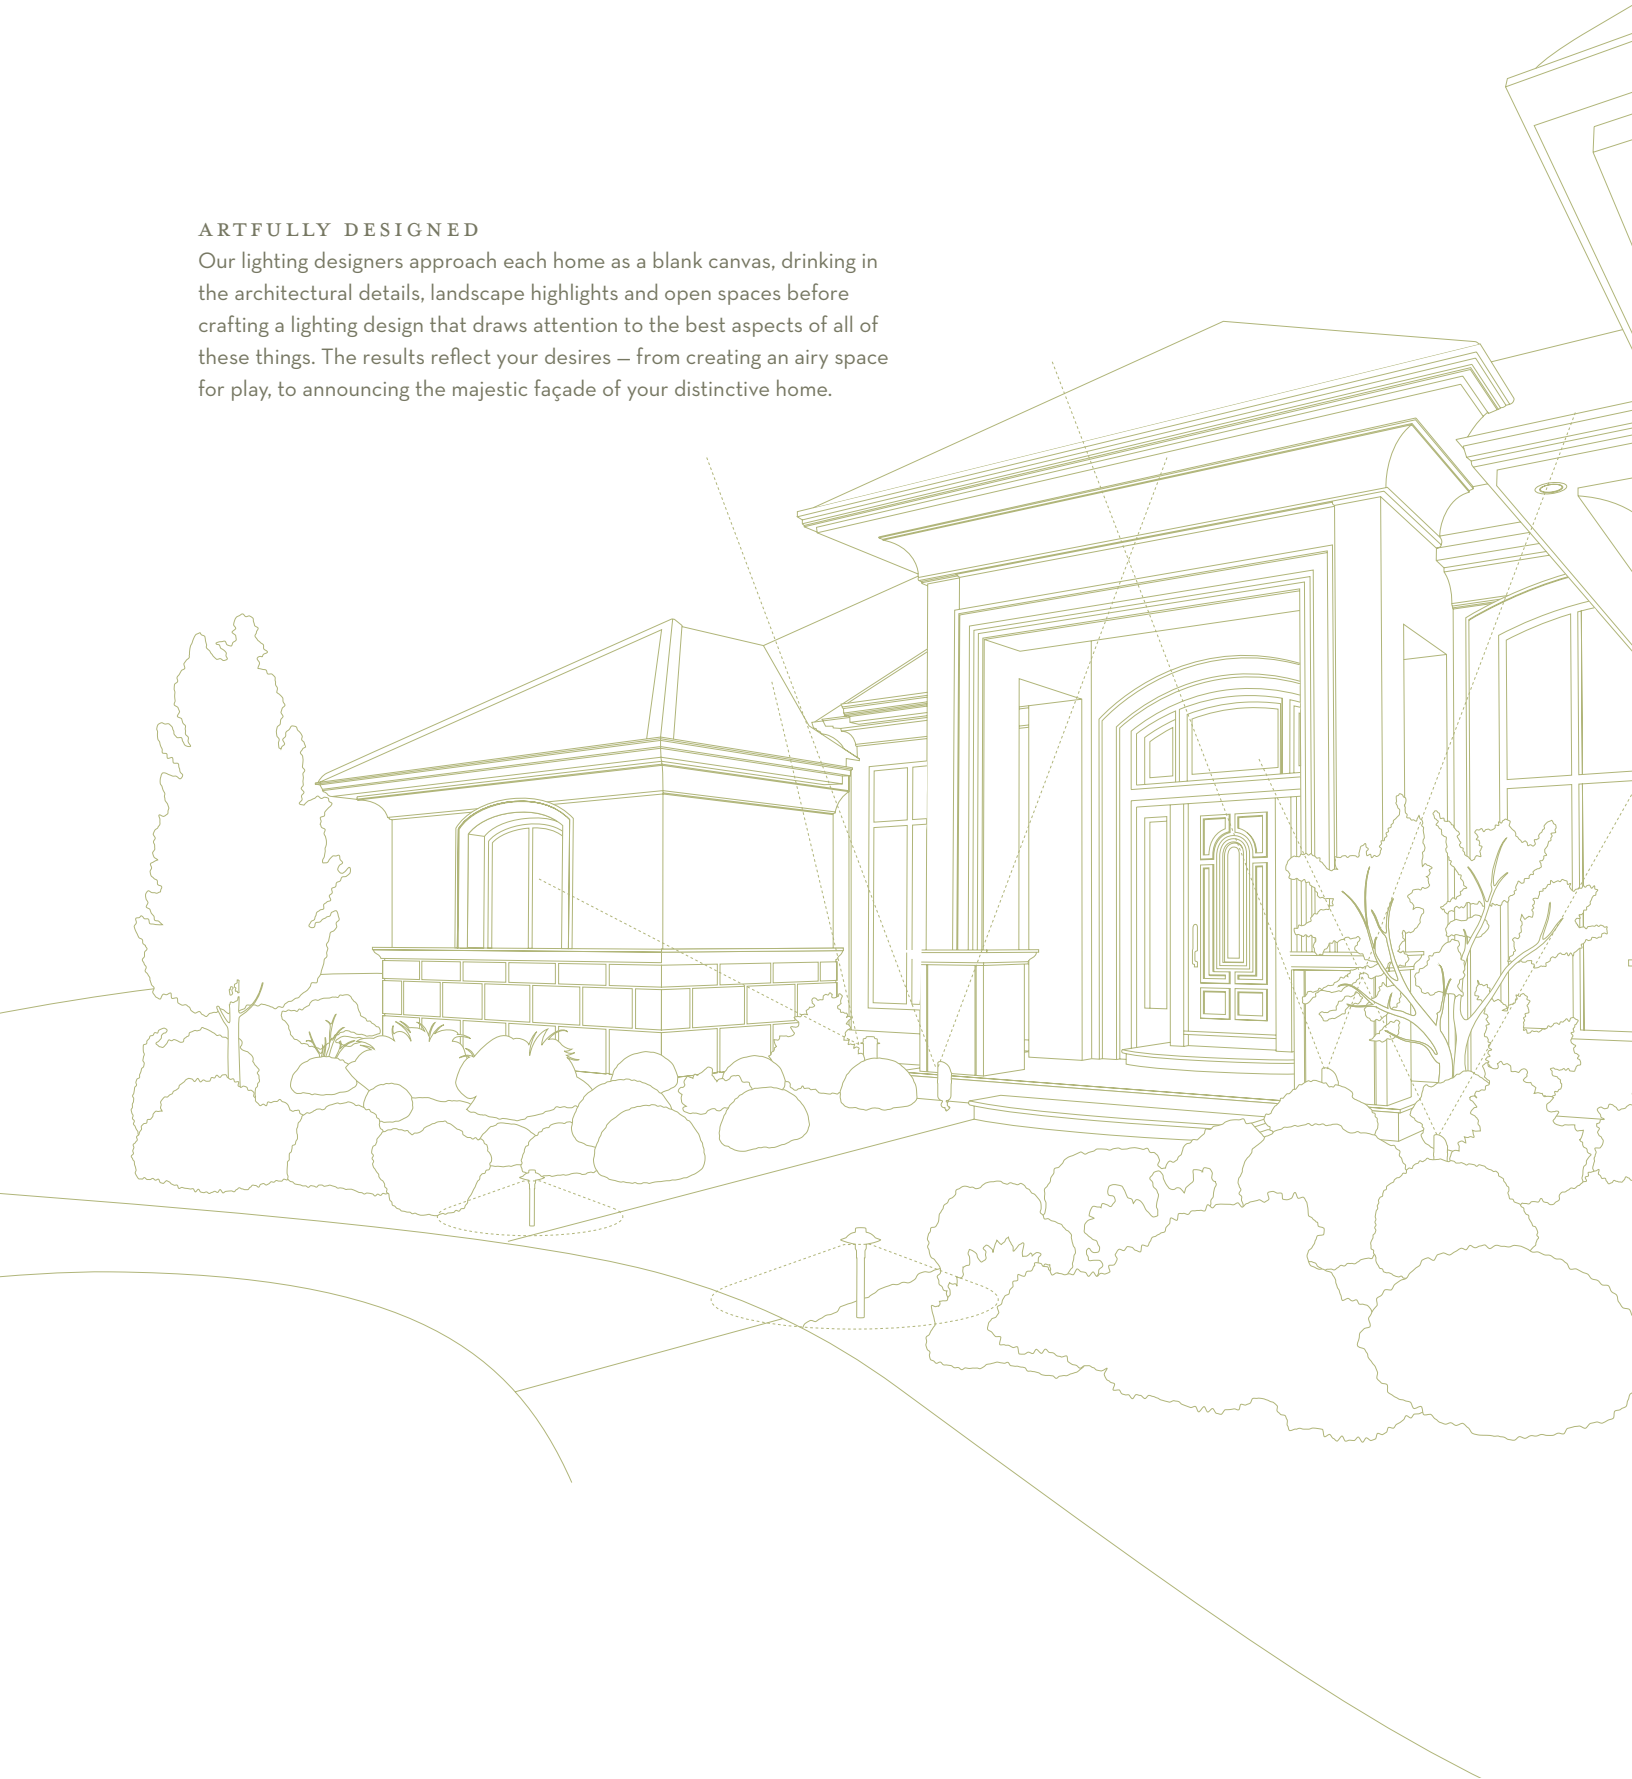 ARTFULLY DESIGNED
Our lighting designers approach each home as a blank canvas, drinking in
the architectural details, landscape highlights and open spaces before
crafting a lighting design that draws attention to the best aspects of all of
these things. The results reflect your desires – from creating an airy space
for play, to announcing the majestic façade of your distinctive home.